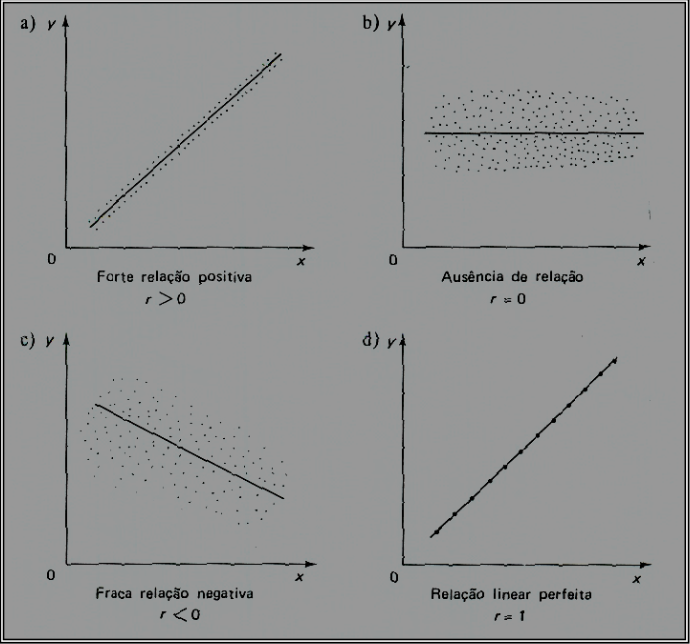 a) y
0
x
Forte relação positiva
r > 0
b) y
0
x
Ausência de relação
r = 0
c) y
0
x
Fraca relação negativa
r < 0
d) y
0
x
Relação linear perfeita
r = 1